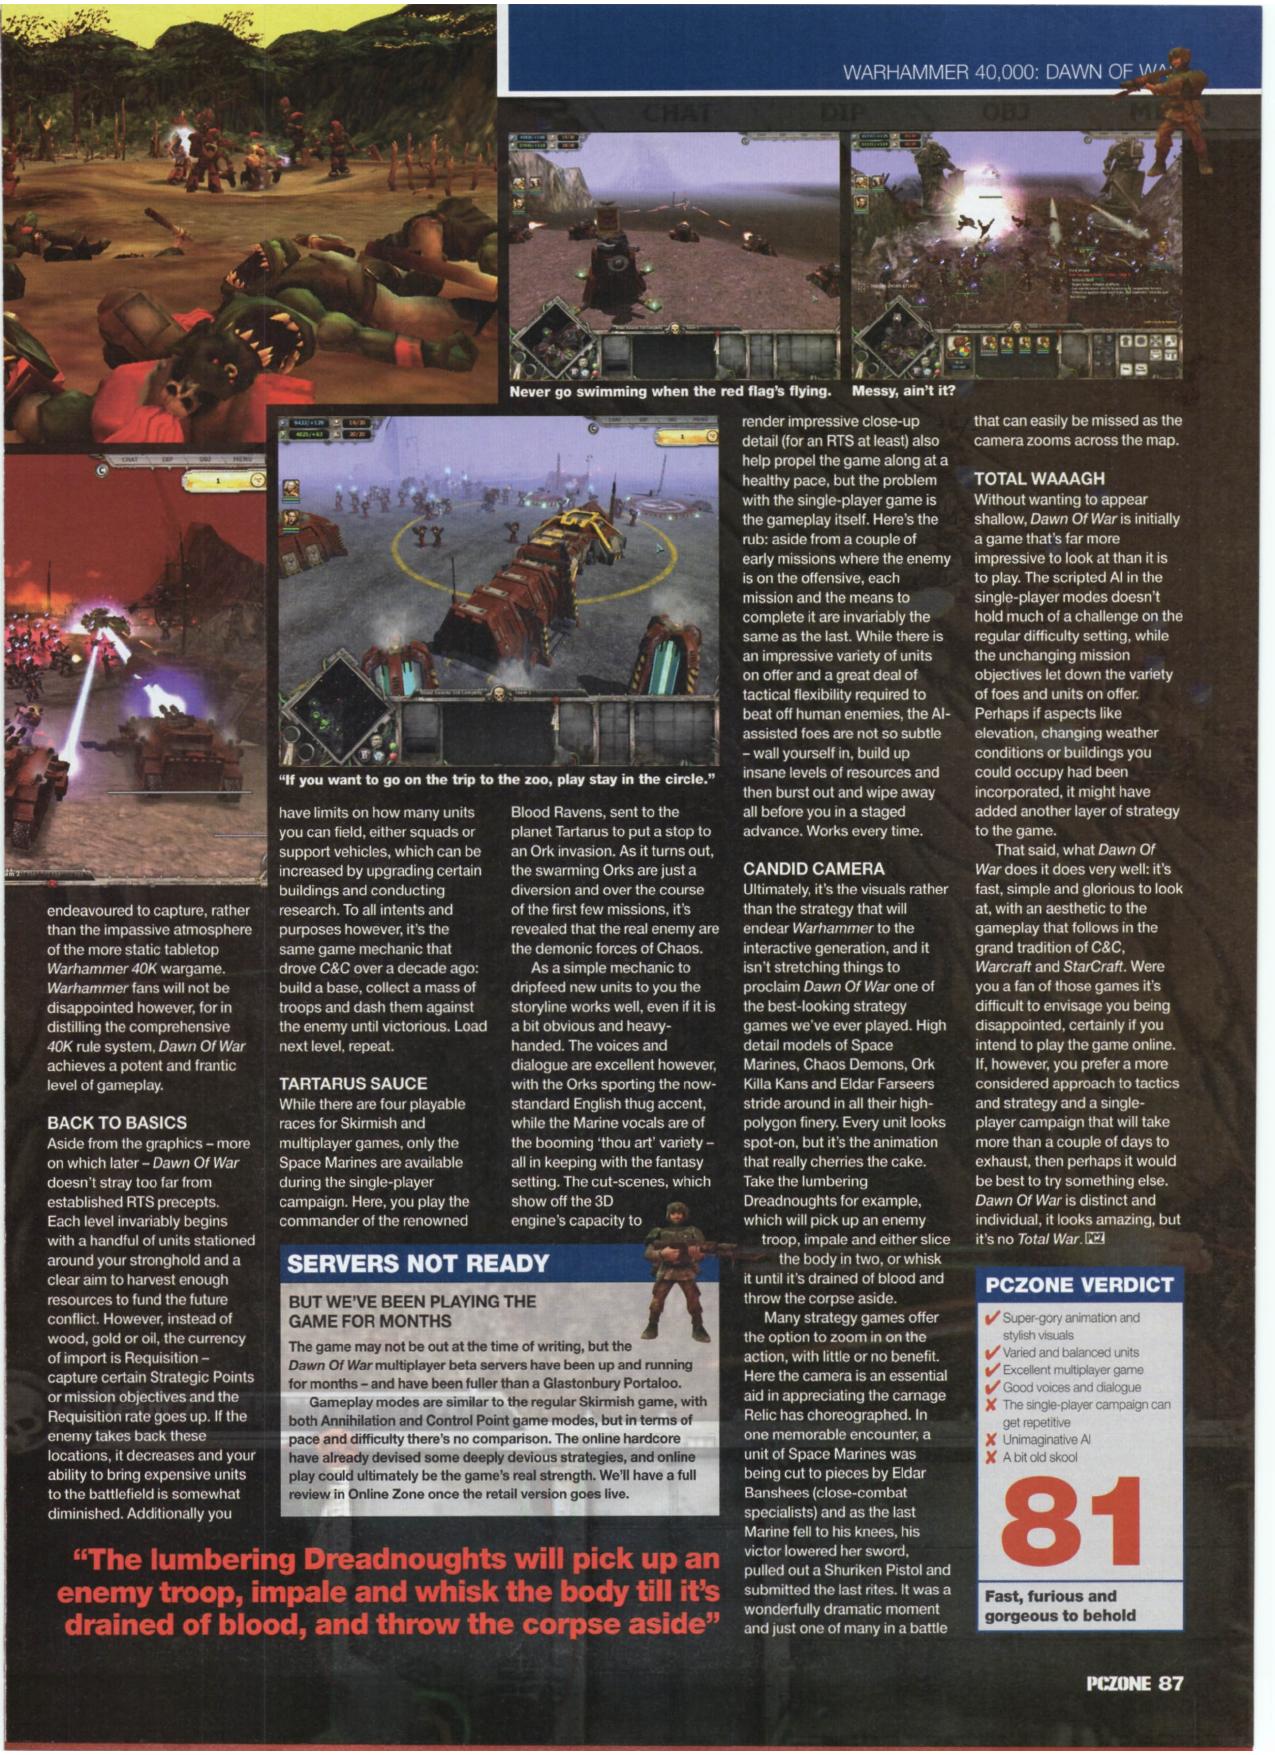 WARHAMMER 40,000: DAWN OF WA
CHAT DIP OBJ
Never go swimming when the red flag's flying.
Messy, ain't it?
CHAT DIP OBJ MENU
1
1
"If you want to go on the trip to the zoo, play stay in the circle."
endeavoured to capture, rather
than the impassive atmosphere
of the more static tabletop
Warhammer 40K wargame.
Warhammer fans will not be
disappointed however, for in
distilling the comprehensive
40K rule system, Dawn Of War
achieves a potent and frantic
level of gameplay.
BACK TO BASICS
Aside from the graphics – more
on which later – Dawn Of War
doesn't stray too far from
established RTS precepts.
Each level invariably begins
with a handful of units stationed
around your stronghold and a
clear aim to harvest enough
resources to fund the future
conflict. However, instead of
wood, gold or oil, the currency
of import is Requisition –
capture certain Strategic Points
or mission objectives and the
Requisition rate goes up. If the
enemy takes back these
locations, it decreases and your
ability to bring expensive units
to the battlefield is somewhat
diminished. Additionally you
have limits on how many units
you can field, either squads or
support vehicles, which can be
increased by upgrading certain
buildings and conducting
research. To all intents and
purposes however, it's the
same game mechanic that
drove C&C over a decade ago:
build a base, collect a mass of
troops and dash them against
the enemy until victorious. Load
next level, repeat.
TARTARUS SAUCE
While there are four playable
races for Skirmish and
multiplayer games, only the
Space Marines are available
during the single-player
campaign. Here, you play the
commander of the renowned
Blood Ravens, sent to the
planet Tartarus to put a stop to
an Ork invasion. As it turns out,
the swarming Orks are just a
diversion and over the course
of the first few missions, it's
revealed that the real enemy are
the demonic forces of Chaos.
As a simple mechanic to
dripfeed new units to you the
storyline works well, even if it is
a bit obvious and heavy-
handed. The voices and
dialogue are excellent however,
with the Orks sporting the now-
standard English thug accent,
while the Marine vocals are of
the booming 'thou art' variety –
all in keeping with the fantasy
setting. The cut-scenes, which
show off the 3D
engine's capacity to
render impressive close-up
detail (for an RTS at least) also
help propel the game along at a
healthy pace, but the problem
with the single-player game is
the gameplay itself. Here's the
rub: aside from a couple of
early missions where the enemy
is on the offensive, each
mission and the means to
complete it are invariably the
same as the last. While there is
an impressive variety of units
on offer and a great deal of
tactical flexibility required to
beat off human enemies, the AI-
assisted foes are not so subtle
– wall yourself in, build up
insane levels of resources and
then burst out and wipe away
all before you in a staged
advance. Works every time.
CANDID CAMERA
Ultimately, it's the visuals rather
than the strategy that will
endear Warhammer to the
interactive generation, and it
isn't stretching things to
proclaim Dawn Of War one of
the best-looking strategy
games we've ever played. High
detail models of Space
Marines, Chaos Demons, Ork
Killa Kans and Eldar Farseers
stride around in all their high-
polygon finery. Every unit looks
spot-on, but it's the animation
that really cherries the cake.
Take the lumbering
Dreadnoughts for example,
which will pick up an enemy
troop, impale and either slice
the body in two, or whisk
it until it's drained of blood and
throw the corpse aside.
Many strategy games offer
the option to zoom in on the
action, with little or no benefit.
Here the camera is an essential
aid in appreciating the carnage
Relic has choreographed. In
one memorable encounter, a
unit of Space Marines was
being cut to pieces by Eldar
Banshees (close-combat
specialists) and as the last
Marine fell to his knees, his
victor lowered her sword,
pulled out a Shuriken Pistol and
submitted the last rites. It was a
wonderfully dramatic moment
and just one of many in a battle
that can easily be missed as the
camera zooms across the map.
TOTAL WAAAGH
Without wanting to appear
shallow, Dawn Of War is initially
a game that's far more
impressive to look at than it is
to play. The scripted AI in the
single-player modes doesn't
hold much of a challenge on the
regular difficulty setting, while
the unchanging mission
objectives let down the variety
of foes and units on offer.
Perhaps if aspects like
elevation, changing weather
conditions or buildings you
could occupy had been
incorporated, it might have
added another layer of strategy
to the game.
That said, what Dawn Of
War does it does very well: it's
fast, simple and glorious to look
at, with an aesthetic to the
gameplay that follows in the
grand tradition of C&C,
Warcraft and StarCraft. Were
you a fan of those games it's
difficult to envisage you being
disappointed, certainly if you
intend to play the game online.
If, however, you prefer a more
considered approach to tactics
and strategy and a single-
player campaign that will take
more than a couple of days to
exhaust, then perhaps it would
be best to try something else.
Dawn Of War is distinct and
individual, it looks amazing, but
it's no Total War. PCZ
SERVERS NOT READY
BUT WE'VE BEEN PLAYING THE
GAME FOR MONTHS
The game may not be out at the time of writing, but the
Dawn Of War multiplayer beta servers have been up and running
for months – and have been fuller than a Glastonbury Portaloo.
Gameplay modes are similar to the regular Skirmish game, with
both Annihilation and Control Point game modes, but in terms of
pace and difficulty there's no comparison. The online hardcore
have already devised some deeply devious strategies, and online
play could ultimately be the game's real strength. We'll have a full
review in Online Zone once the retail version goes live.
"The lumbering Dreadnoughts will pick up an
enemy troop, impale and whisk the body till it's
drained of blood, and throw the corpse aside"
PCZONE VERDICT
✓ Super-gory animation and
stylish visuals
✓ Varied and balanced units
✓ Excellent multiplayer game
✓ Good voices and dialogue
✗ The single-player campaign can
get repetitive
✗ Unimaginative AI
✗ A bit old skool
81
Fast, furious and
gorgeous to behold
PCZONE 87